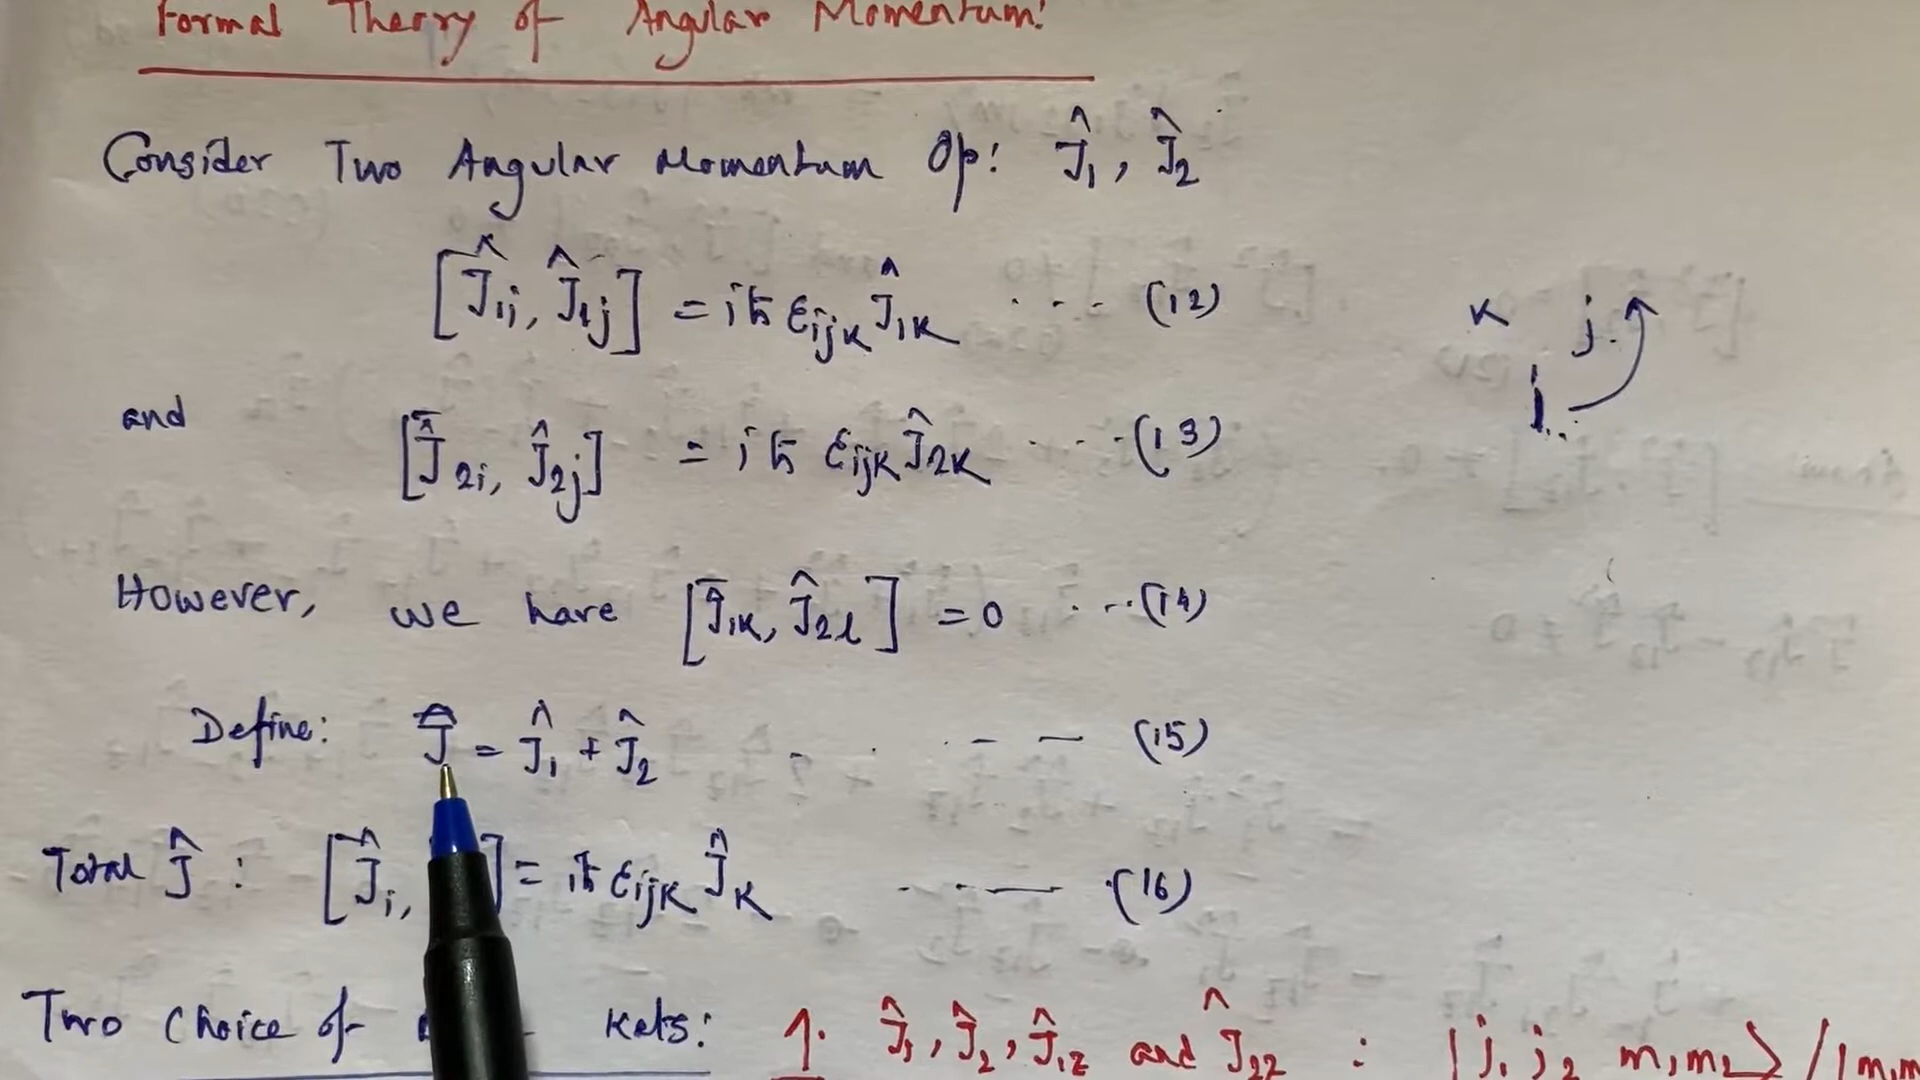 Formal Theory of Angular Momentum:
Consider Two Angular Momentum Op: Ĵ₁, Ĵ₂
[Ĵ₁ᵢ, Ĵ₁ⱼ] = iħ εᵢⱼₖ Ĵ₁ₖ ... (12)
k j
i
and [Ĵ₂ᵢ, Ĵ₂ⱼ] = iħ εᵢⱼₖ Ĵ₂ₖ ... (13)
However, we have [Ĵ₁ₖ, Ĵ₂ₗ] = 0 ... (14)
Define: Ĵ = Ĵ₁ + Ĵ₂ - . - — (15)
Total Ĵ : [Ĵᵢ, ] = iħ εᵢⱼₖ Ĵₖ - - — (16)
Two Choice of kets: 1. Ĵ₁, Ĵ₂, Ĵ₁z and Ĵ₂z : |j₁ j₂ m₁m₂⟩ / |m₁m